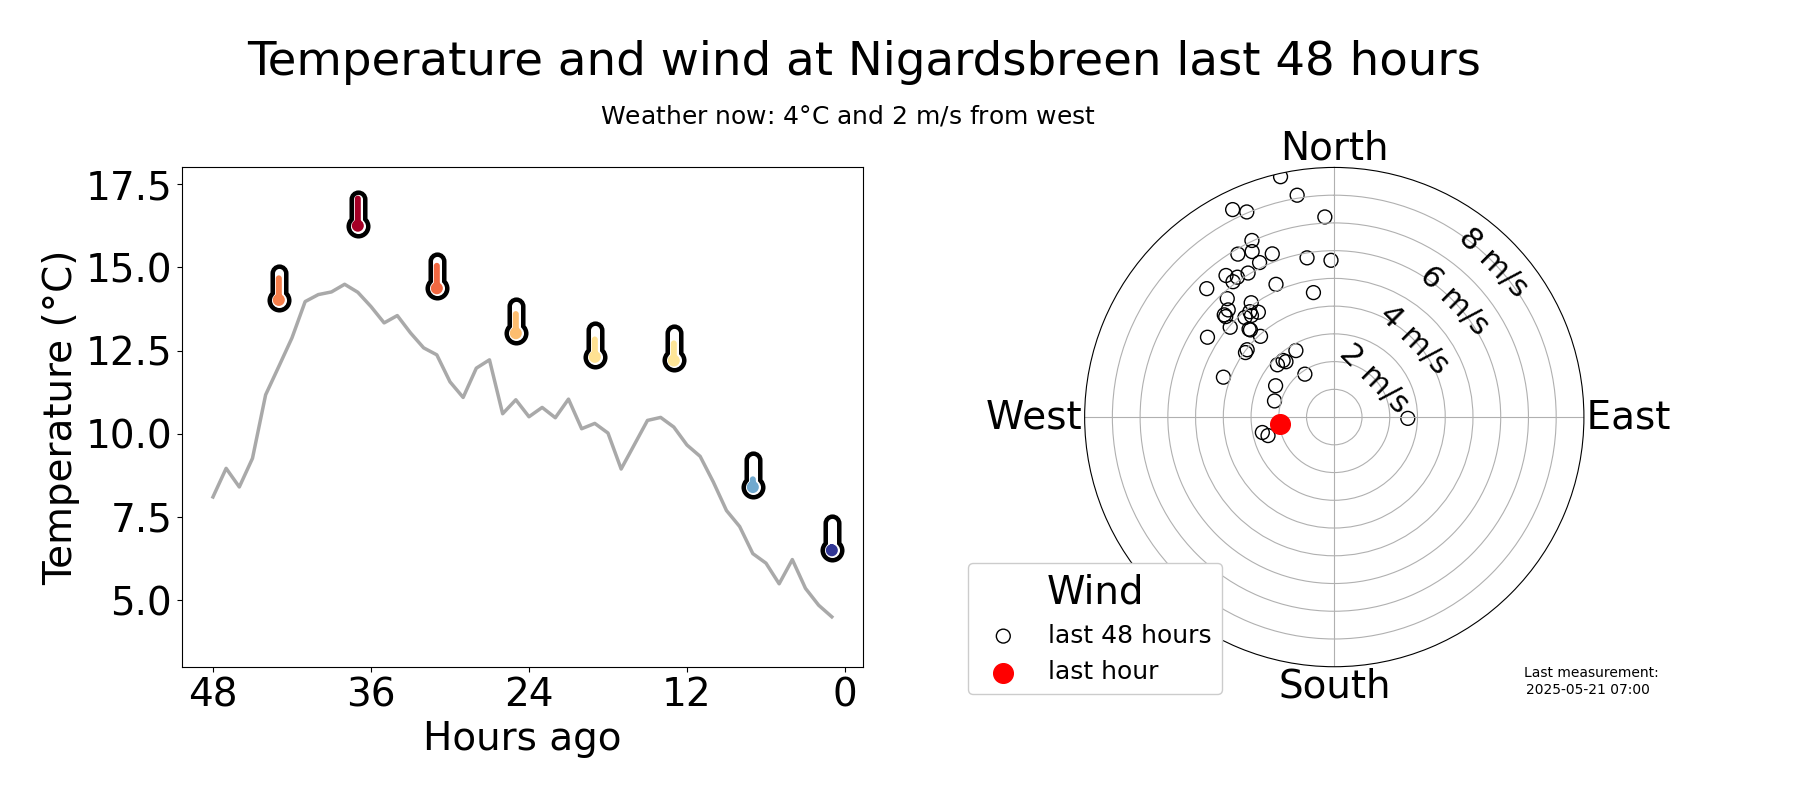 Temperature and wind at Nigardsbreen last 48 hours
Weather now: 4°C and 2 m/s from west
Temperature (°C)
17.5
15.0
12.5
10.0
7.5
5.0
48 36 24 12 0
Hours ago
North
West
East
South
8 m/s
6 m/s
4 m/s
2 m/s
Wind
last 48 hours
last hour
Last measurement:
2025-05-21 07:00